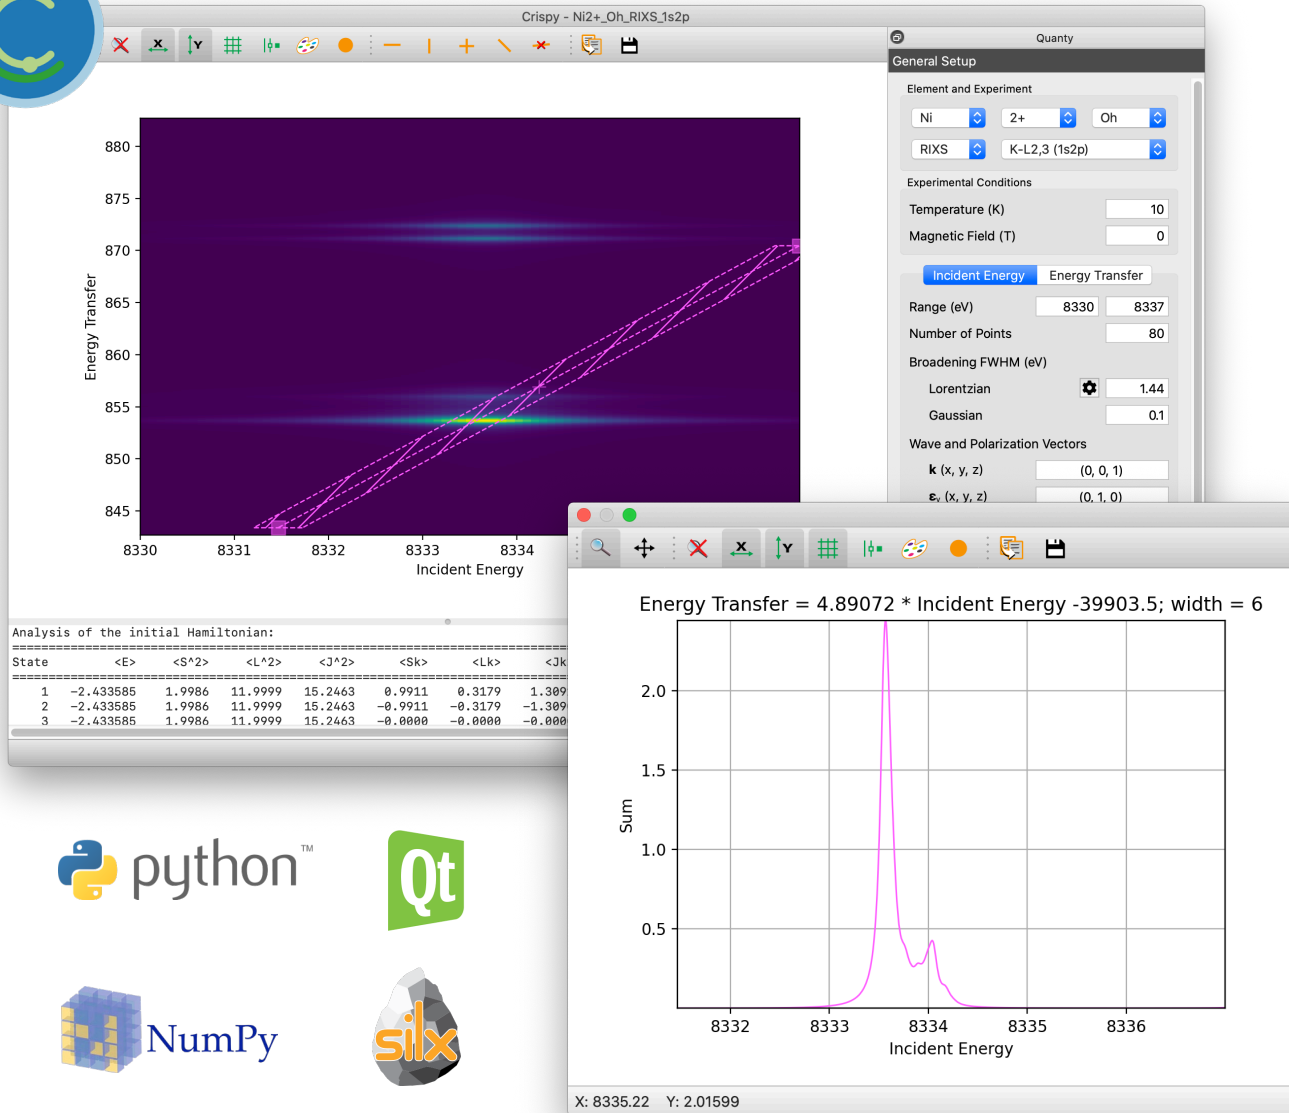 Crispy - Ni2+_Oh_RIXS_1s2p
X Y
Quanty
General Setup
Element and Experiment
Ni 2+ Oh
RIXS K-L2,3 (1s2p)
Experimental Conditions
Temperature (K) 10
Magnetic Field (T) 0
Incident Energy Energy Transfer
Range (eV) 8330 8337
Number of Points 80
Broadening FWHM (eV)
Lorentzian 1.44
Gaussian 0.1
Wave and Polarization Vectors
k (x, y, z) (0, 0, 1)
εᵥ (x, y, z) (0, 1, 0)
880
875
870
865
860
855
850
845
Energy Transfer
8330 8331 8332 8333 8334
Incident Energy
Analysis of the initial Hamiltonian:
==================================================
State <E> <S^2> <L^2> <J^2> <Sk> <Lk> <Jk
==================================================
1 -2.433585 1.9986 11.9999 15.2463 0.9911 0.3179 1.309
2 -2.433585 1.9986 11.9999 15.2463 -0.9911 -0.3179 -1.309
3 -2.433585 1.9986 11.9999 15.2463 -0.0000 -0.0000 -0.000
X Y
Energy Transfer = 4.89072 * Incident Energy -39903.5; width = 6
2.0
1.5
1.0
0.5
Sum
8332 8333 8334 8335 8336
Incident Energy
X: 8335.22 Y: 2.01599
python™
Qt
NumPy
silx